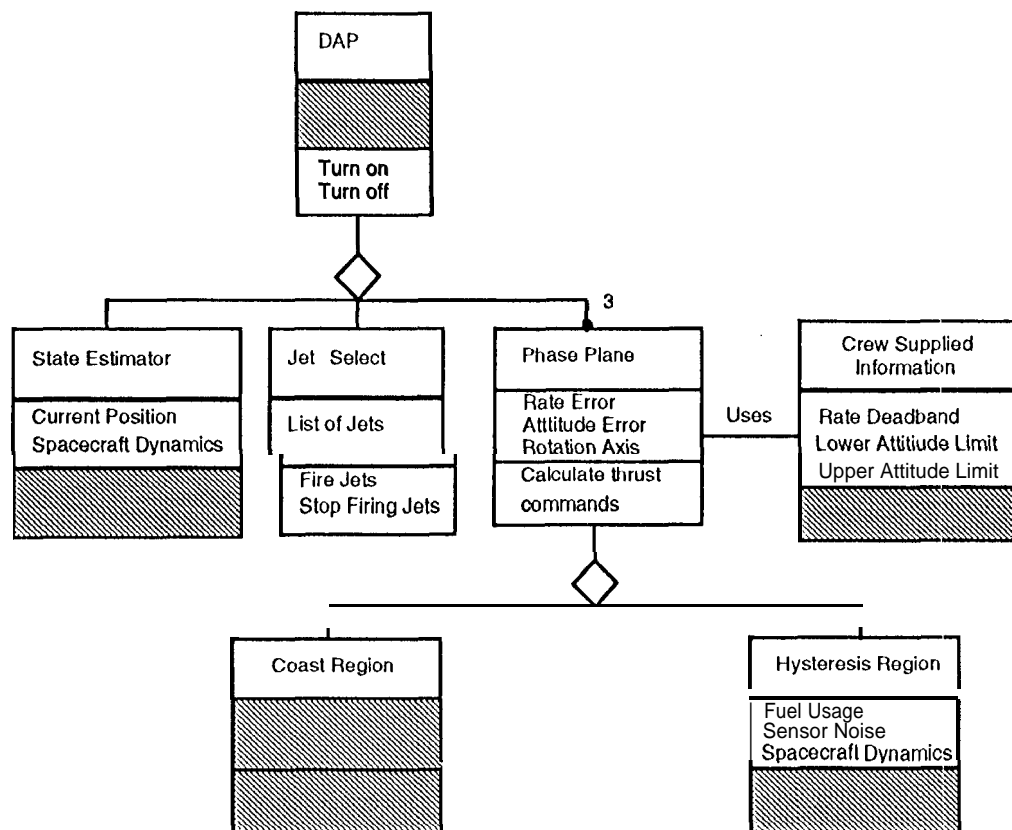 DAP
Turn on
Turn off
3
State Estimator
Current Position
Spacecraft Dynamics
Jet Select
List of Jets
Fire Jets
Stop Firing Jets
Phase Plane
Rate Error
Atttitude Error
Rotation Axis
Calculate thrust
commands
Uses
Crew Supplied
Information
Rate Deadband
Lower Attitiude Limit
Upper Attitude Limit
Coast Region
Hysteresis Region
Fuel Usage
Sensor Noise
Spacecraft Dynamics